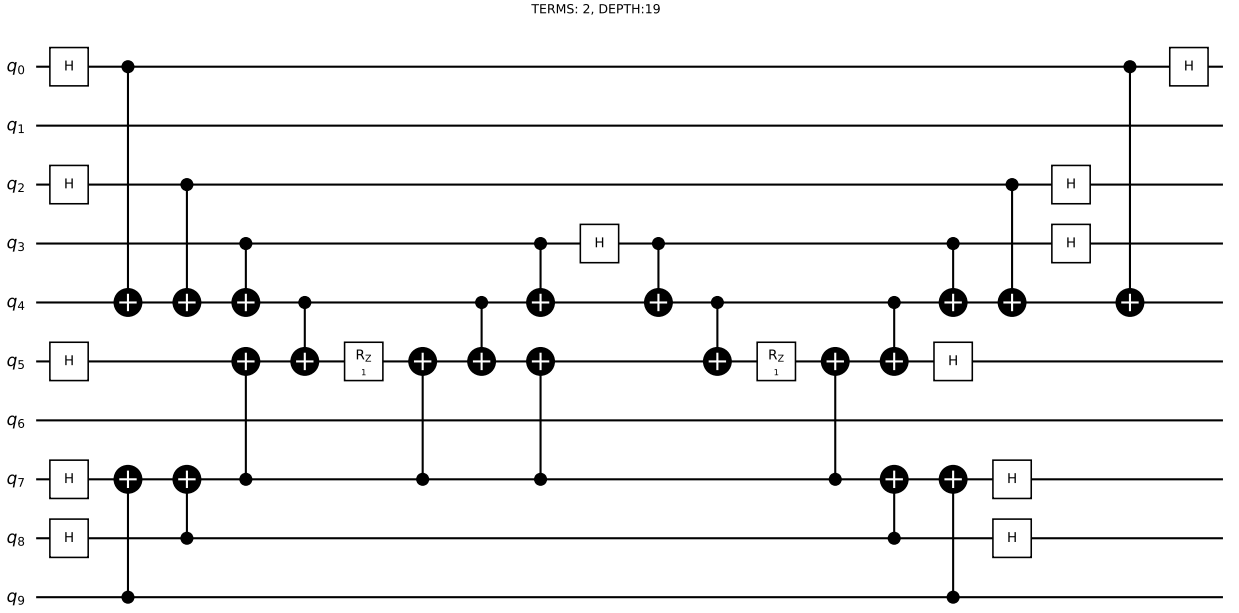 TERMS: 2, DEPTH:19
q0 H H
q1
q2 H H
q3 H H
q4
q5 H RZ 1 RZ 1 H
q6
q7 H H
q8 H H
q9